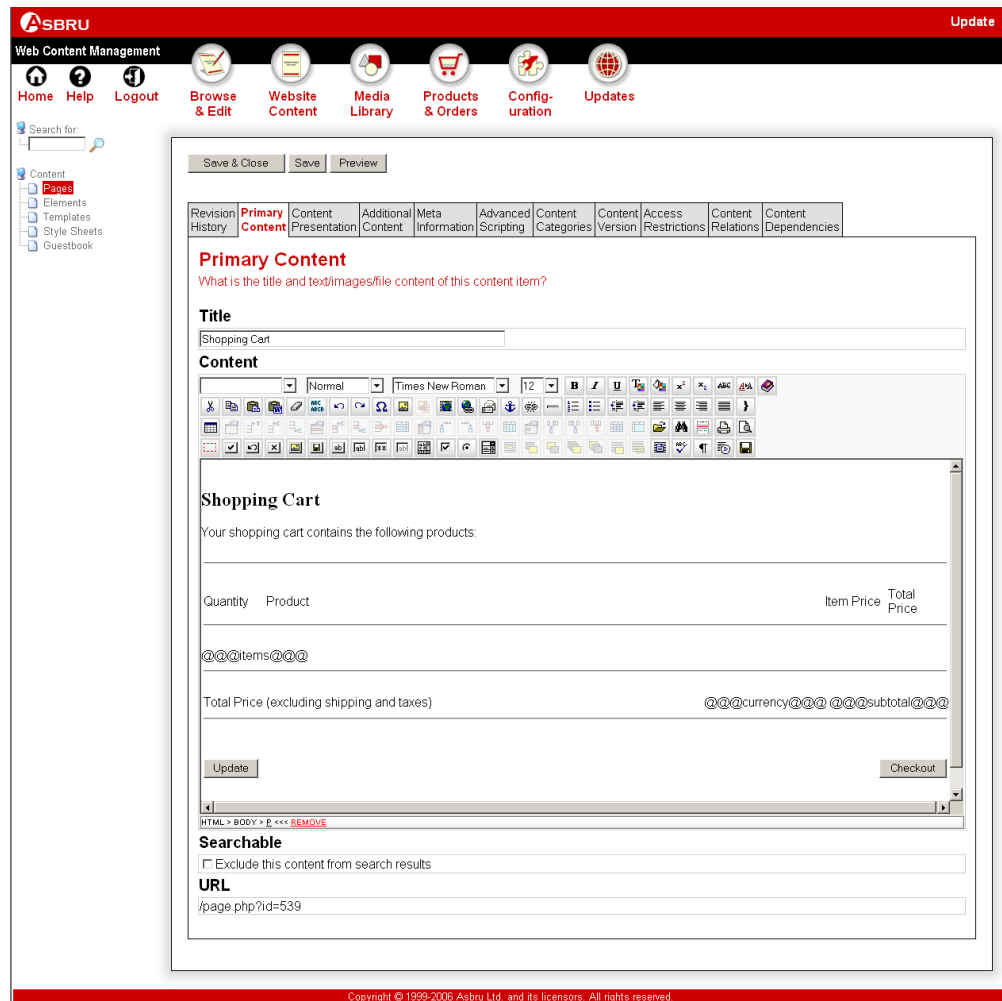 ASBRU
Update
Web Content Management
Home Help Logout
Browse & Edit
Website Content
Media Library
Products & Orders
Config-uration
Updates
Search for:
Content
Pages
Elements
Templates
Style Sheets
Guestbook
Save & Close Save Preview
Revision History
Primary Content
Content Presentation
Additional Content
Meta Information
Advanced Scripting
Content Categories
Content Version
Access Restrictions
Content Relations
Content Dependencies
Primary Content
What is the title and text/images/file content of this content item?
Title
Shopping Cart
Content
Normal Times New Roman 12
Shopping Cart
Your shopping cart contains the following products:
Quantity Product Item Price Total Price
@@@items@@@
Total Price (excluding shipping and taxes) @@@currency@@@ @@@subtotal@@@
Update Checkout
HTML > BODY > P <<< REMOVE
Searchable
Exclude this content from search results
URL
/page.php?id=539
Copyright © 1999-2006 Asbru Ltd. and its licensors. All rights reserved.